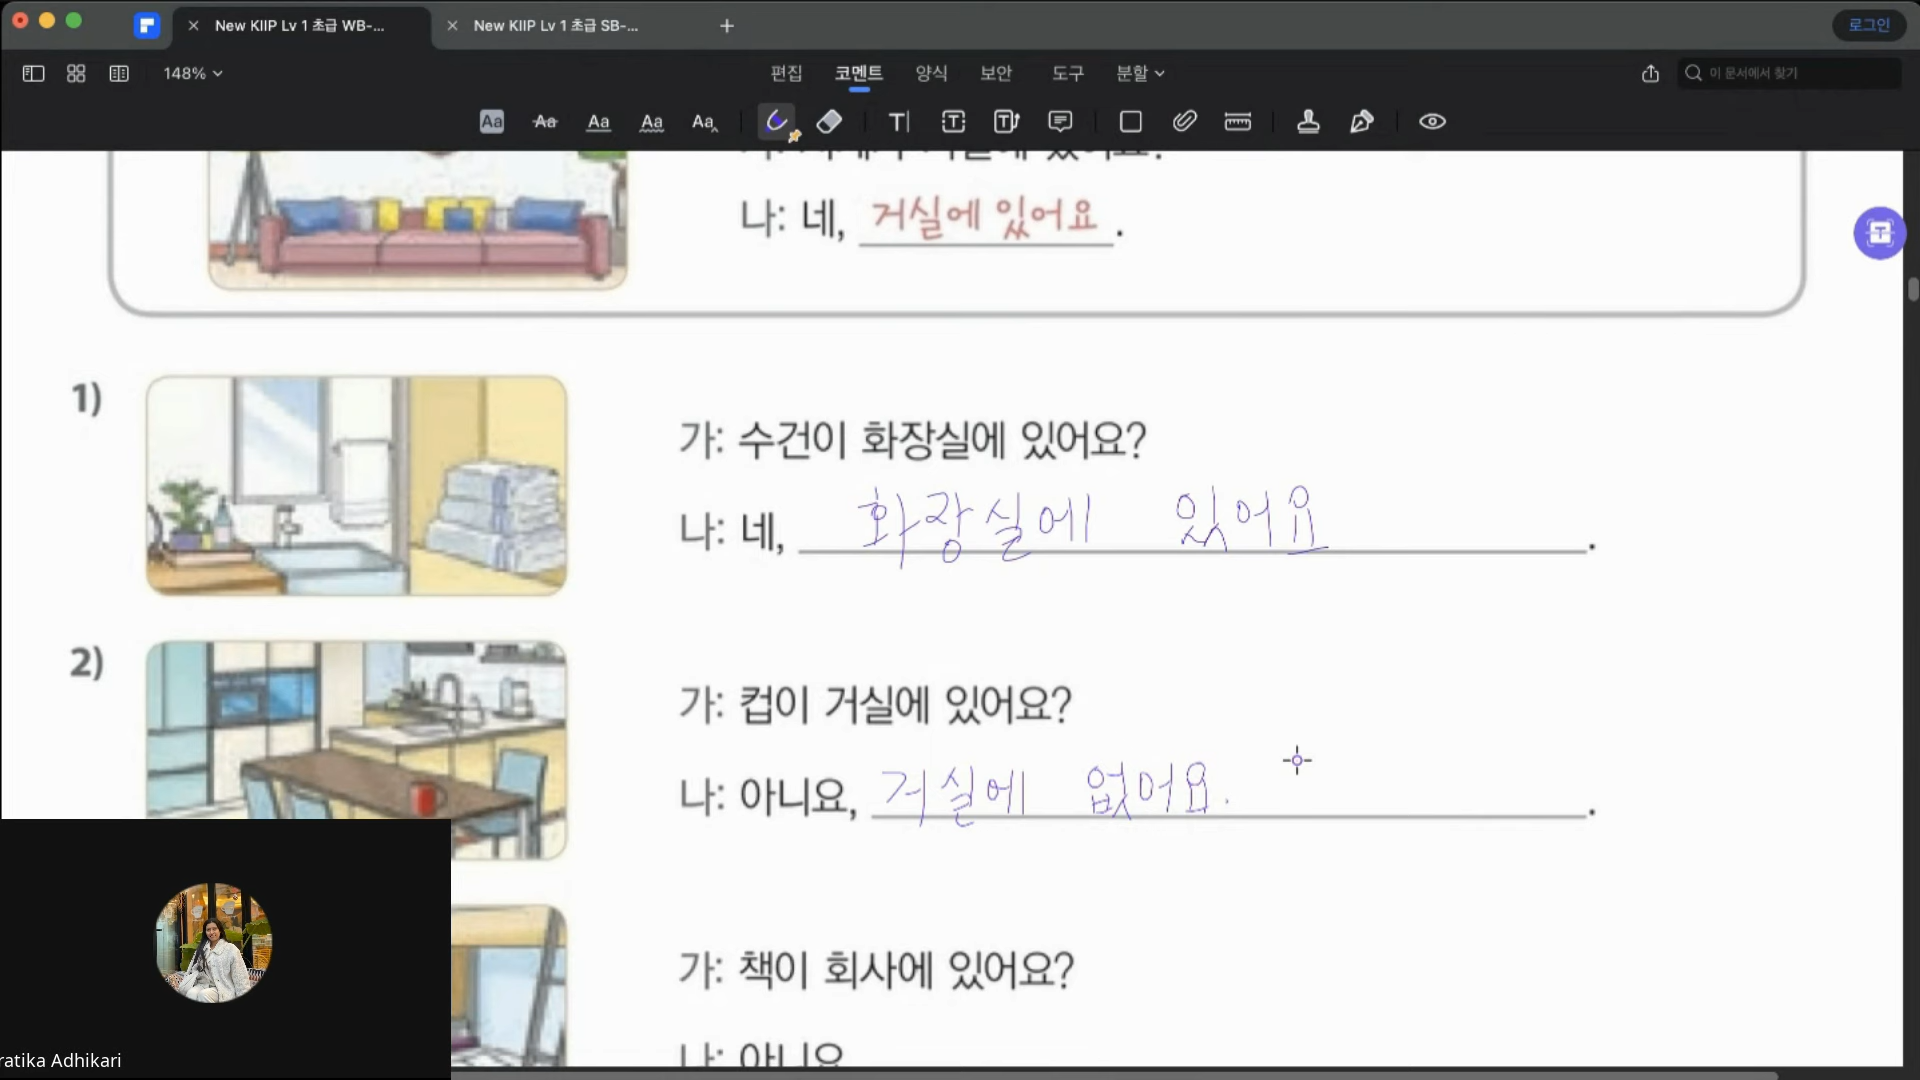 New KIIP Lv 1 초급 WB-...
New KIIP Lv 1 초급 SB-...
로그인
148%
편집 코멘트 양식 보안 도구 분할
이 문서에서 찾기
Aa Aa Aa Aa Aa
나: 네, 거실에 있어요.
1)
가: 수건이 화장실에 있어요?
나: 네, 화장실에 있어요.
2)
가: 컵이 거실에 있어요?
나: 아니요, 거실에 없어요. .
가: 책이 회사에 있어요?
나: 아니요
ratika Adhikari